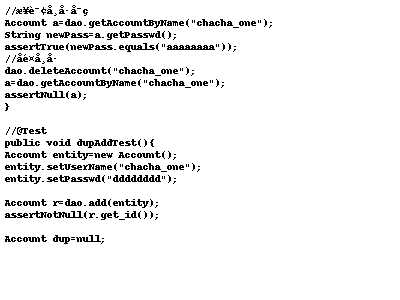 //æ¥è¯¢å¸å·å¯ç
Account a=dao.getAccountByName("chacha_one");
String newPass=a.getPasswd();
assertTrue(newPass.equals("aaaaaaaa"));
//å é¤å¸å·
dao.deleteAccount("chacha_one");
a=dao.getAccountByName("chacha_one");
assertNull(a);
}
//@Test
public void dupAddTest(){
Account entity=new Account();
entity.setUserName("chacha_one");
entity.setPasswd("dddddddd");
Account r=dao.add(entity);
assertNotNull(r.get_id());
Account dup=null;